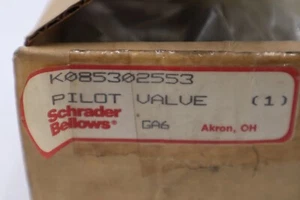 K085302553
PILOT VALVE (1)
Schrader
Bellows®
GA6 Akron, OH